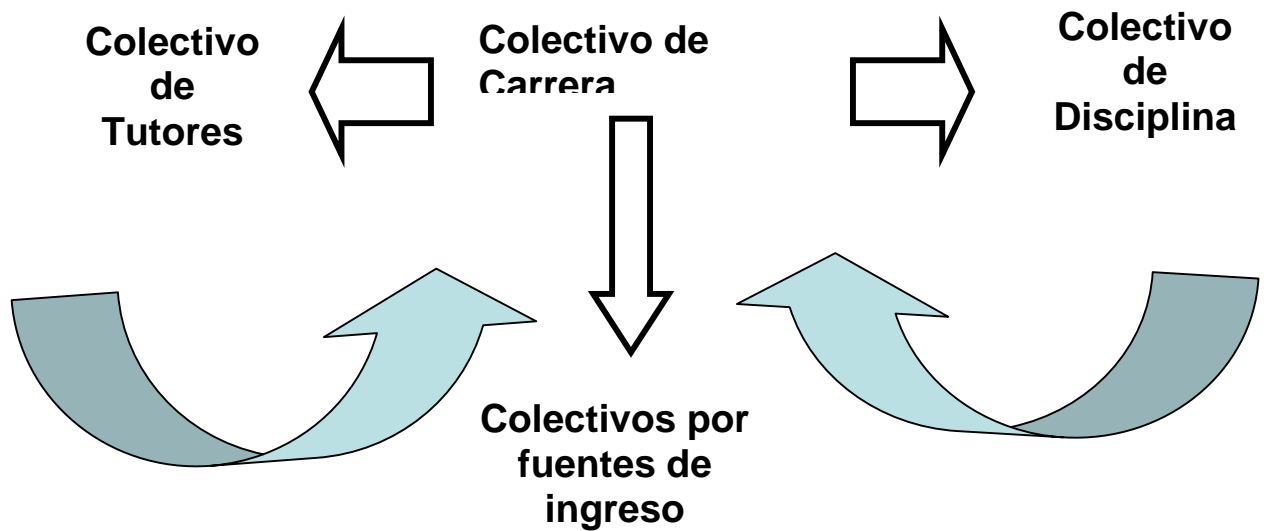 Colectivo
de
Tutores
Colectivo de
Carrera
Colectivo
de
Disciplina
Colectivos por
fuentes de
ingreso